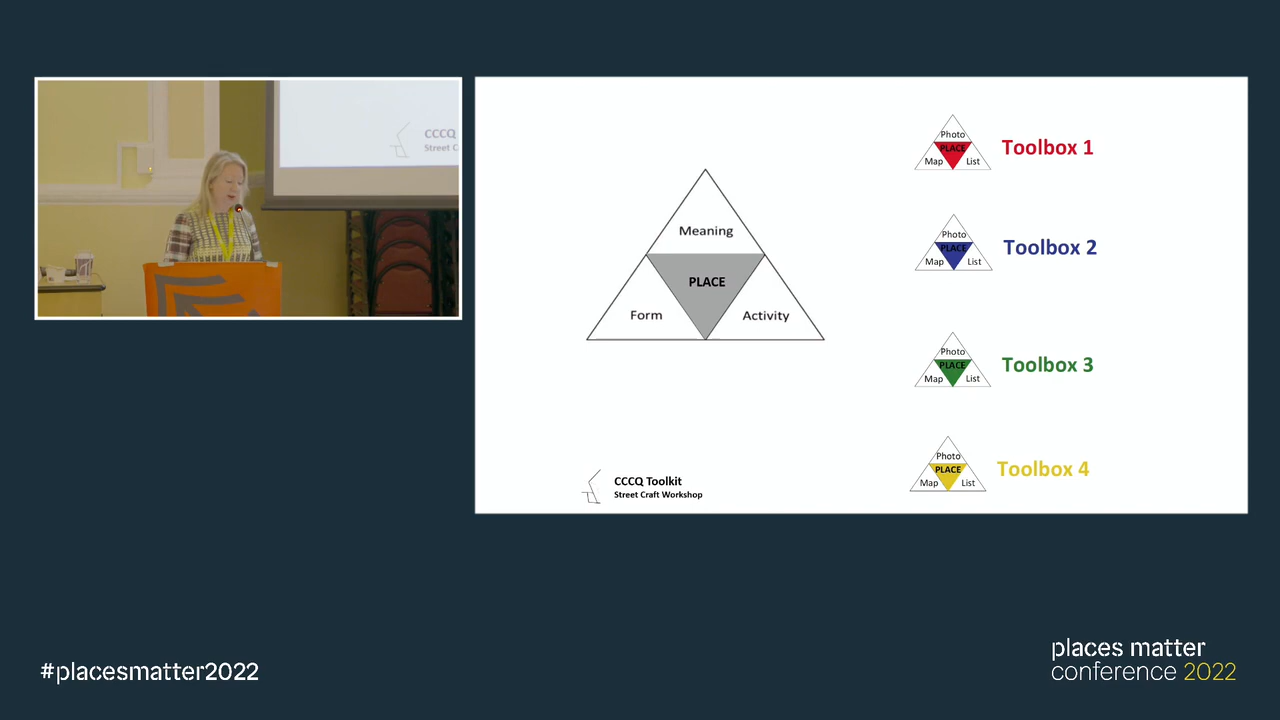 CCCQ
Meaning
PLACE
Form
Activity
CCCQ Toolkit
Street Craft Workshop
Photo
PLACE
Map
List
Toolbox 1
Photo
PLACE
Map
List
Toolbox 2
Photo
PLACE
Map
List
Toolbox 3
Photo
PLACE
Map
List
Toolbox 4
#placesmatter2022
places matter
conference 2022